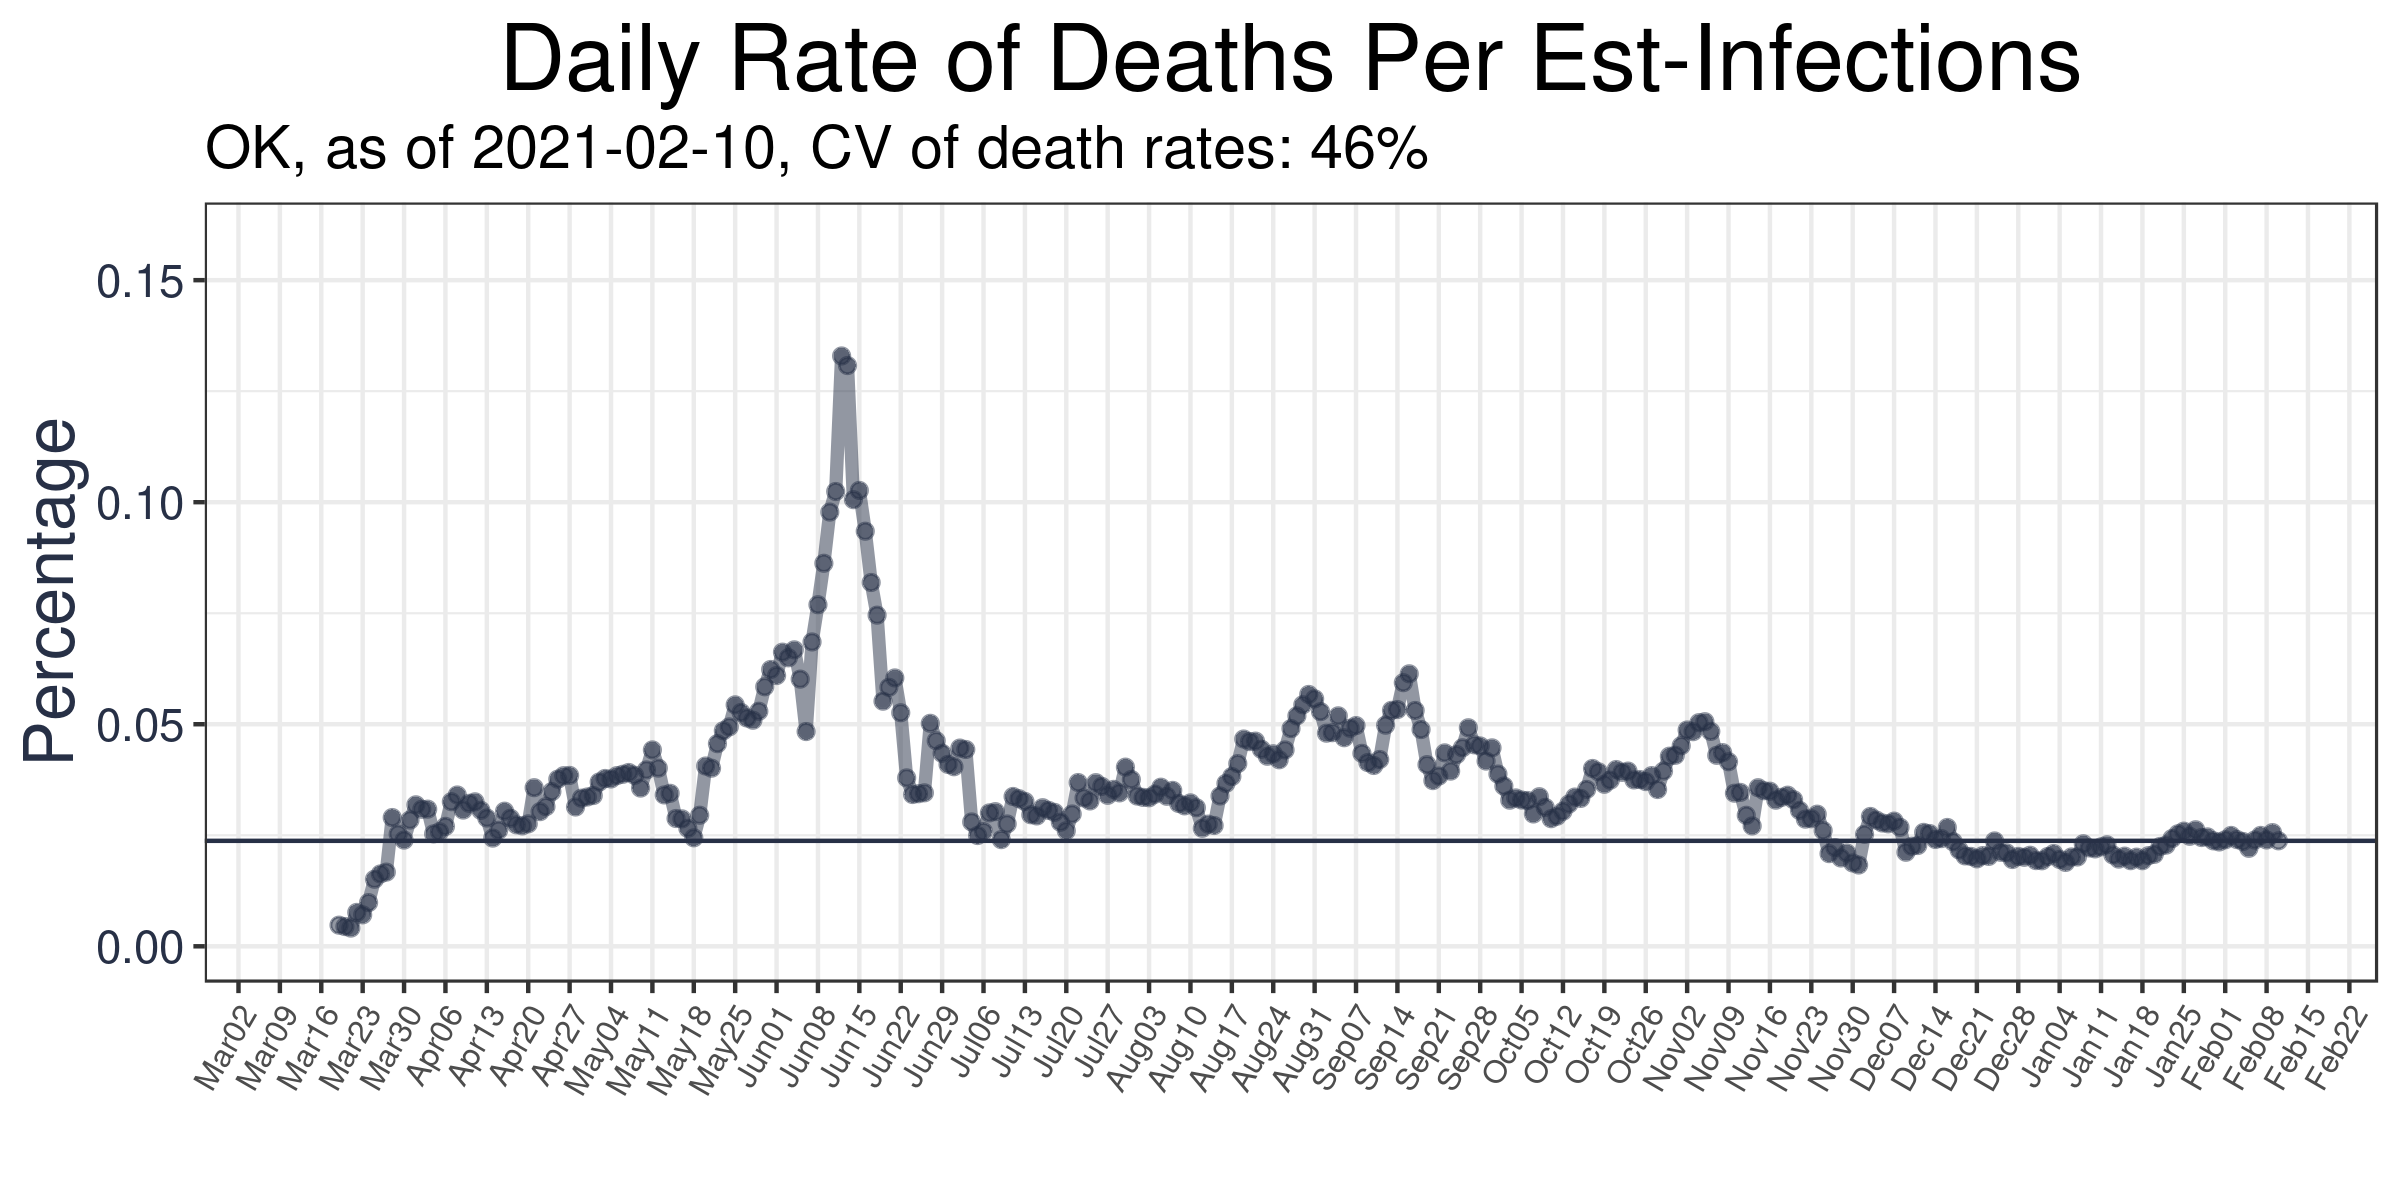 Daily Rate of Deaths Per Est-Infections
OK, as of 2021-02-10, CV of death rates: 46%
Percentage
0.15
0.10
0.05
0.00
Mar02 Mar09 Mar16 Mar23 Mar30 Apr06 Apr13 Apr20 Apr27 May04 May11 May18 May25 Jun01 Jun08 Jun15 Jun22 Jun29 Jul06 Jul13 Jul20 Jul27 Aug03 Aug10 Aug17 Aug24 Aug31 Sep07 Sep14 Sep21 Sep28 Oct05 Oct12 Oct19 Oct26 Nov02 Nov09 Nov16 Nov23 Nov30 Dec07 Dec14 Dec21 Dec28 Jan04 Jan11 Jan18 Jan25 Feb01 Feb08 Feb15 Feb22